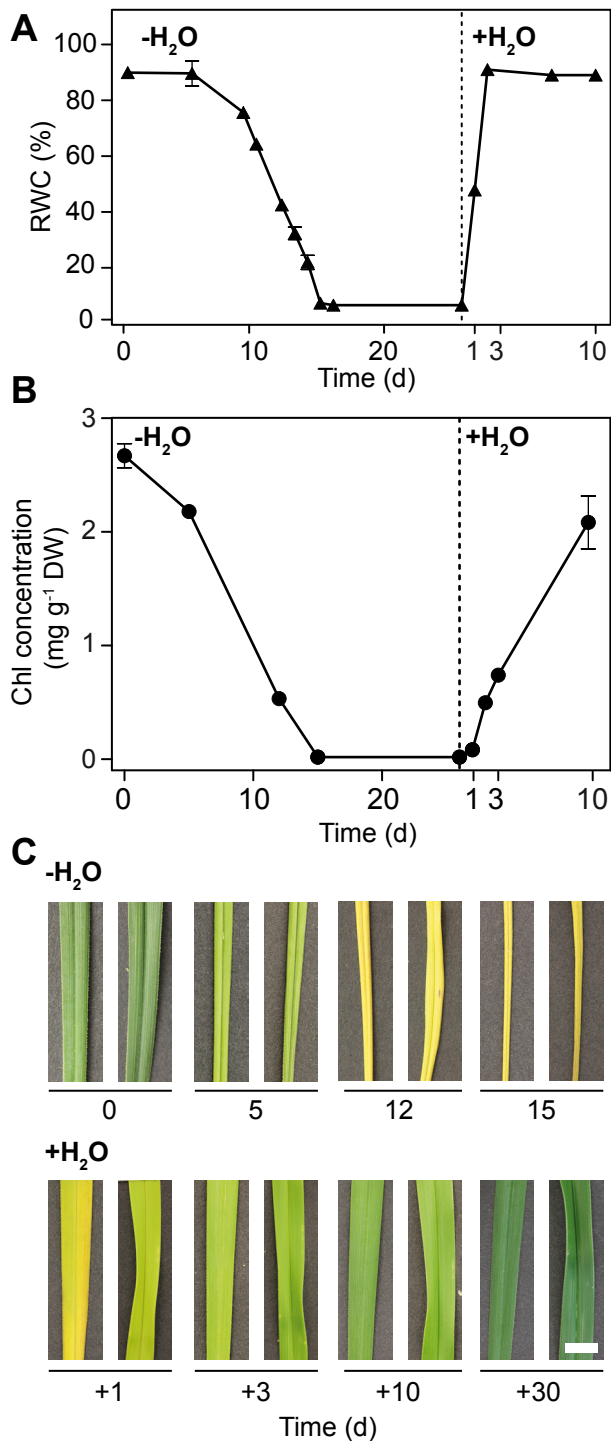 A
-H₂O +H₂O
100
80
60
40
20
0
RWC (%)
0 10 20 1 3 10
Time (d)
B
-H₂O +H₂O
3
2
1
0
Chl concentration
(mg g⁻¹ DW)
0 10 20 1 3 10
Time (d)
C
-H₂O
0 5 12 15
+H₂O
+1 +3 +10 +30
Time (d)